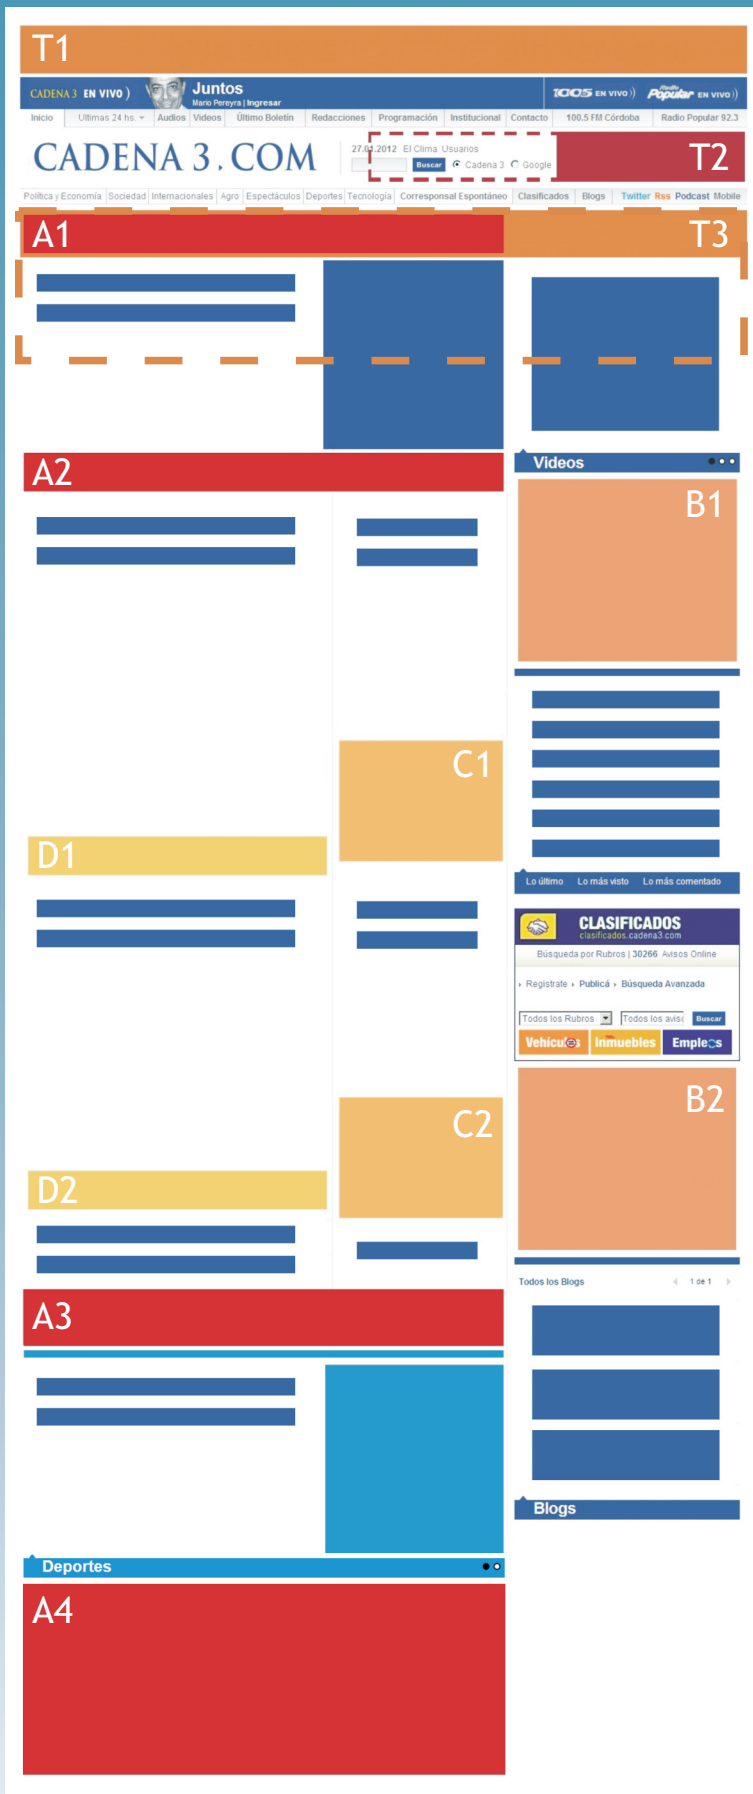 T1
CADENA 3 EN VIVO )
Juntos
Mario Pereyra | Ingresar
100.5 EN VIVO ))
Radio Popular EN VIVO ))
Inicio Ultimas 24 hs. Audios Videos Último Boletín Redacciones Programación Institucional Contacto 100.5 FM Córdoba Radio Popular 92.3
CADENA 3.COM
27.01.2012 El Clima Usuarios
Buscar Cadena 3 Google
T2
Política y Economía Sociedad Internacionales Agro Espectáculos Deportes Tecnología Corresponsal Espontáneo Clasificados Blogs Twitter Rss Podcast Mobile
A1
T3
A2
Videos
B1
C1
D1
Lo último Lo más visto Lo más comentado
CLASIFICADOS
clasificados.cadena3.com
Búsqueda por Rubros | 30266 Avisos Online
› Registrate › Publicá › Búsqueda Avanzada
Todos los Rubros Todos los avis Buscar
Vehículos Inmuebles Empleos
B2
C2
D2
Todos los Blogs 1 de 1
A3
Blogs
Deportes
A4